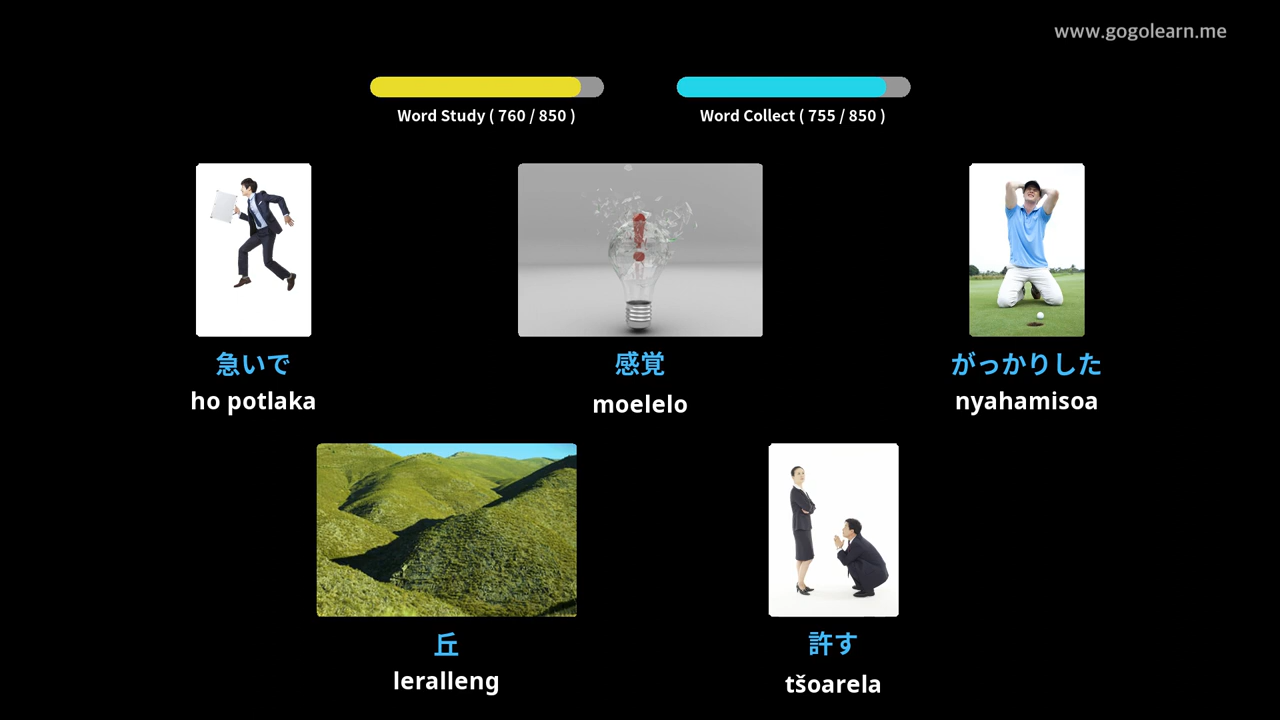 www.gogolearn.me
Word Study ( 760 / 850 )
Word Collect ( 755 / 850 )
急いで
ho potlaka
感覚
moelelo
がっかりした
nyahamisoa
丘
leralleng
許す
tšoarela